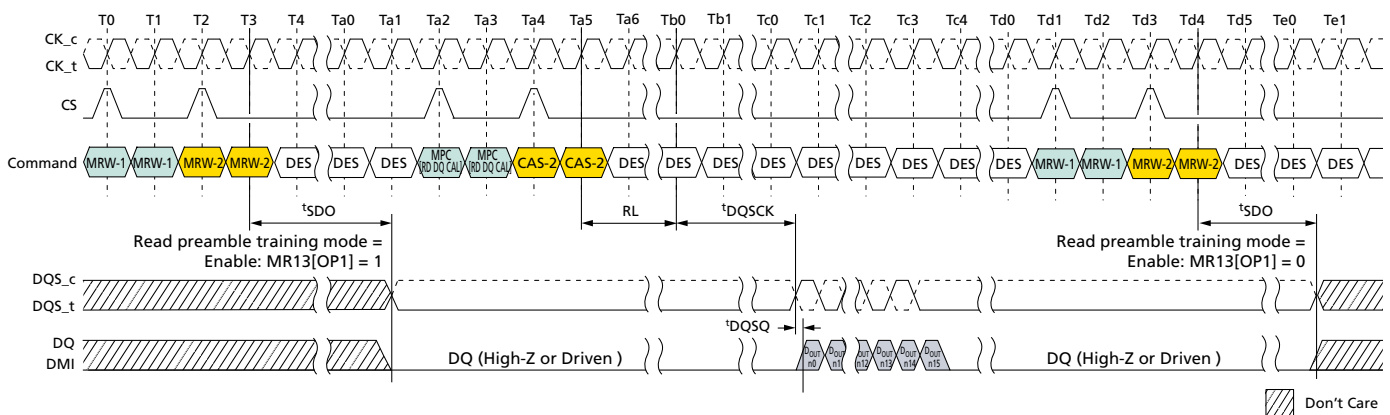 T0 T1 T2 T3 T4 Ta0 Ta1 Ta2 Ta3 Ta4 Ta5 Ta6 Tb0 Tb1 Tc0 Tc1 Tc2 Tc3 Tc4 Td0 Td1 Td2 Td3 Td4 Td5 Te0 Te1
CK_c
CK_t
CS
Command MRW-1 MRW-1 MRW-2 MRW-2 DES DES DES MPC [RD DQ CAL] MPC [RD DQ CAL] CAS-2 CAS-2 DES DES DES DES DES DES DES DES DES MRW-1 MRW-1 MRW-2 MRW-2 DES DES DES
tSDO RL tDQSCK tSDO
Read preamble training mode =
Enable: MR13[OP1] = 1
Read preamble training mode =
Enable: MR13[OP1] = 0
DQS_c
DQS_t
tDQSQ
DQ
DMI
DQ (High-Z or Driven )
DOUT n0 DOUT n1 DOUT n12 DOUT n13 DOUT n14 DOUT n15
DQ (High-Z or Driven )
Don't Care